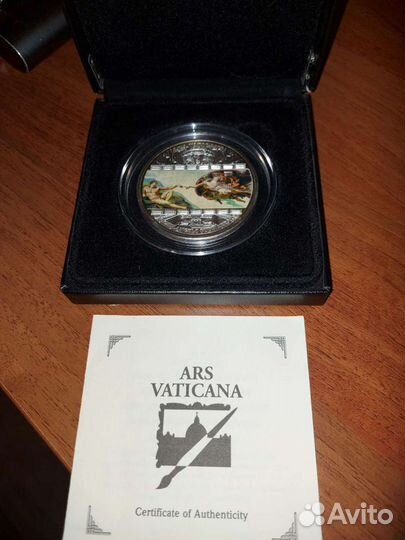 ARS
VATICANA
Certificate of Authenticity
Avito